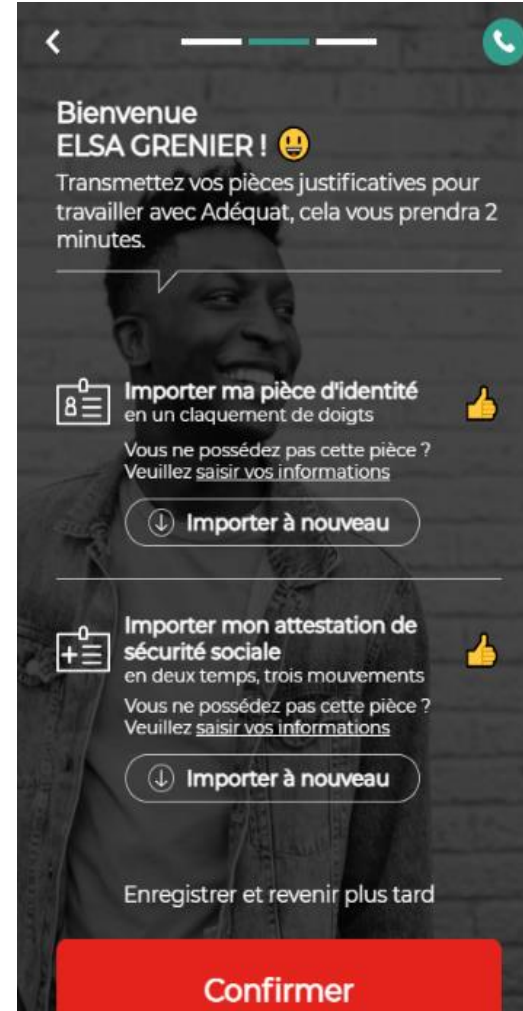 Bienvenue
ELSA GRENIER ! 😃
Transmettez vos pièces justificatives pour
travailler avec Adéquat, cela vous prendra 2
minutes.
Importer ma pièce d'identité
en un claquement de doigts
Vous ne possédez pas cette pièce ?
Veuillez saisir vos informations
Importer à nouveau
Importer mon attestation de
sécurité sociale
en deux temps, trois mouvements
Vous ne possédez pas cette pièce ?
Veuillez saisir vos informations
Importer à nouveau
Enregistrer et revenir plus tard
Confirmer